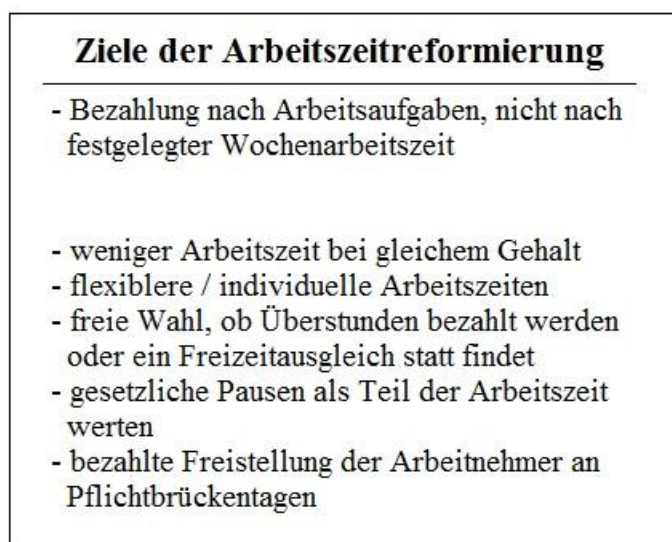 Ziele der Arbeitszeitreformierung
- Bezahlung nach Arbeitsaufgaben, nicht nach
festgelegter Wochenarbeitszeit
- weniger Arbeitszeit bei gleichem Gehalt
- flexiblere / individuelle Arbeitszeiten
- freie Wahl, ob Überstunden bezahlt werden
oder ein Freizeitausgleich statt findet
- gesetzliche Pausen als Teil der Arbeitszeit
werten
- bezahlte Freistellung der Arbeitnehmer an
Pflichtbrückentagen